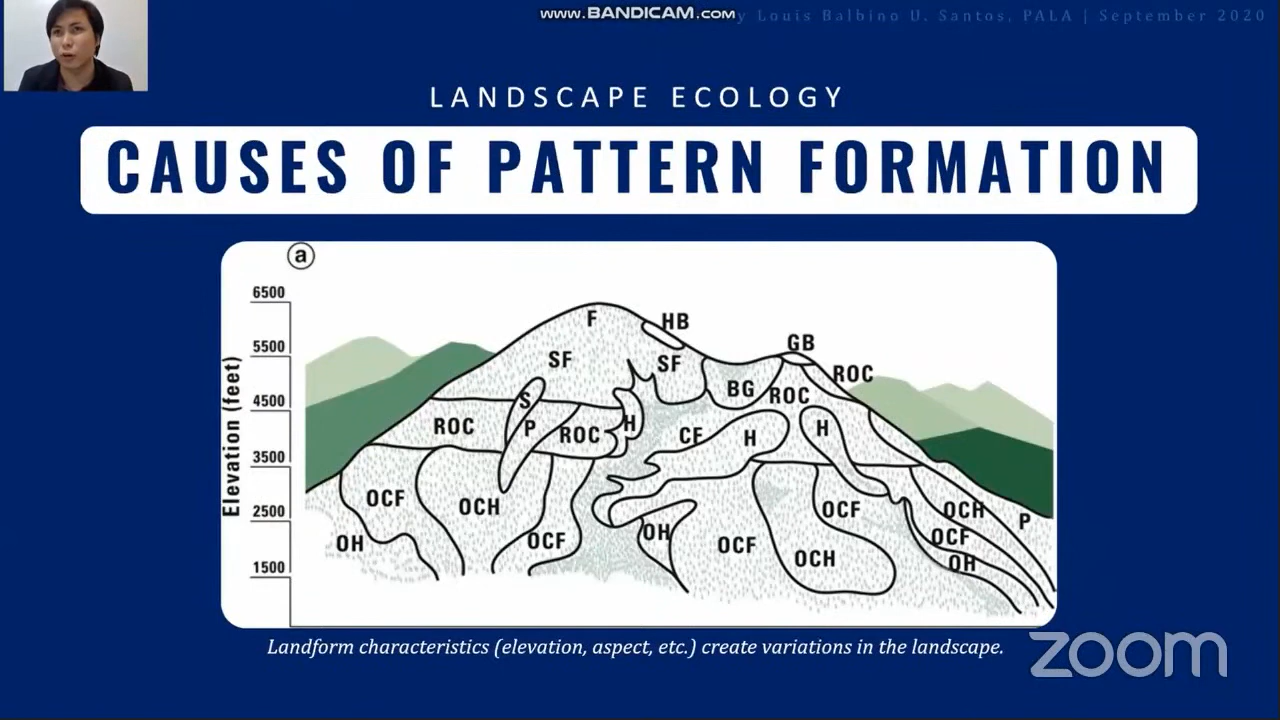 www.BANDICAM.com
y Louis Balbino U. Santos, PALA | September 2020
LANDSCAPE ECOLOGY
CAUSES OF PATTERN FORMATION
a
6500
5500
4500
3500
2500
1500
Elevation (feet)
F
HB
GB
SF
SF
ROC
BG
ROC
S
ROC
P
ROC
H
CF
H
H
OCF
OCH
OCF
OCH
P
OH
OCF
OH
OCF
OCH
OCF
OH
Landform characteristics (elevation, aspect, etc.) create variations in the landscape.
zoom